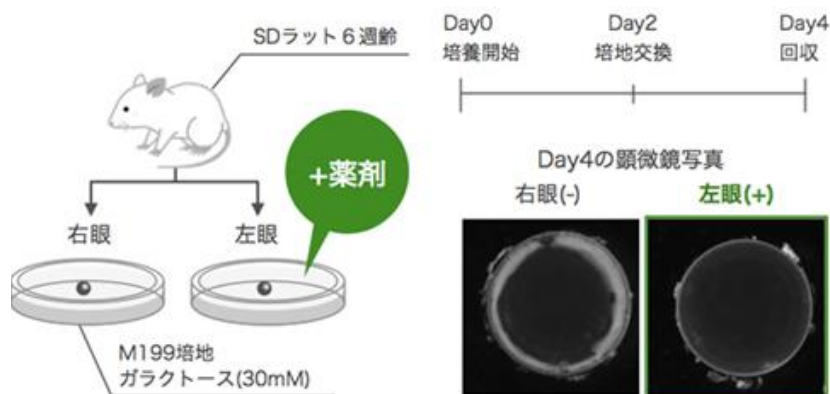 SDラット6週齢
+薬剤
右眼
左眼
M199培地
ガラクトース(30mM)
Day0
培養開始
Day2
培地交換
Day4
回収
Day4の顕微鏡写真
右眼(-)
左眼(+)